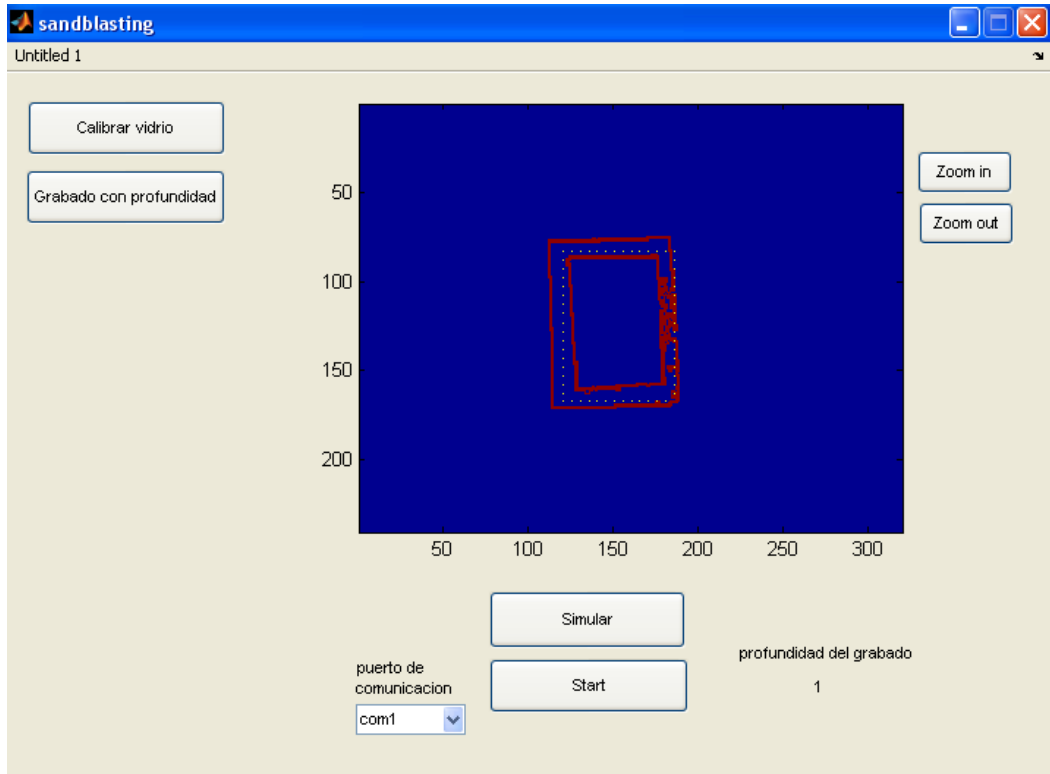 sandblasting
Untitled 1
Calibrar vidrio
Grabado con profundidad
50
100
150
200
50 100 150 200 250 300
Zoom in
Zoom out
Simular
Start
puerto de
comunicacion
com1
profundidad del grabado
1